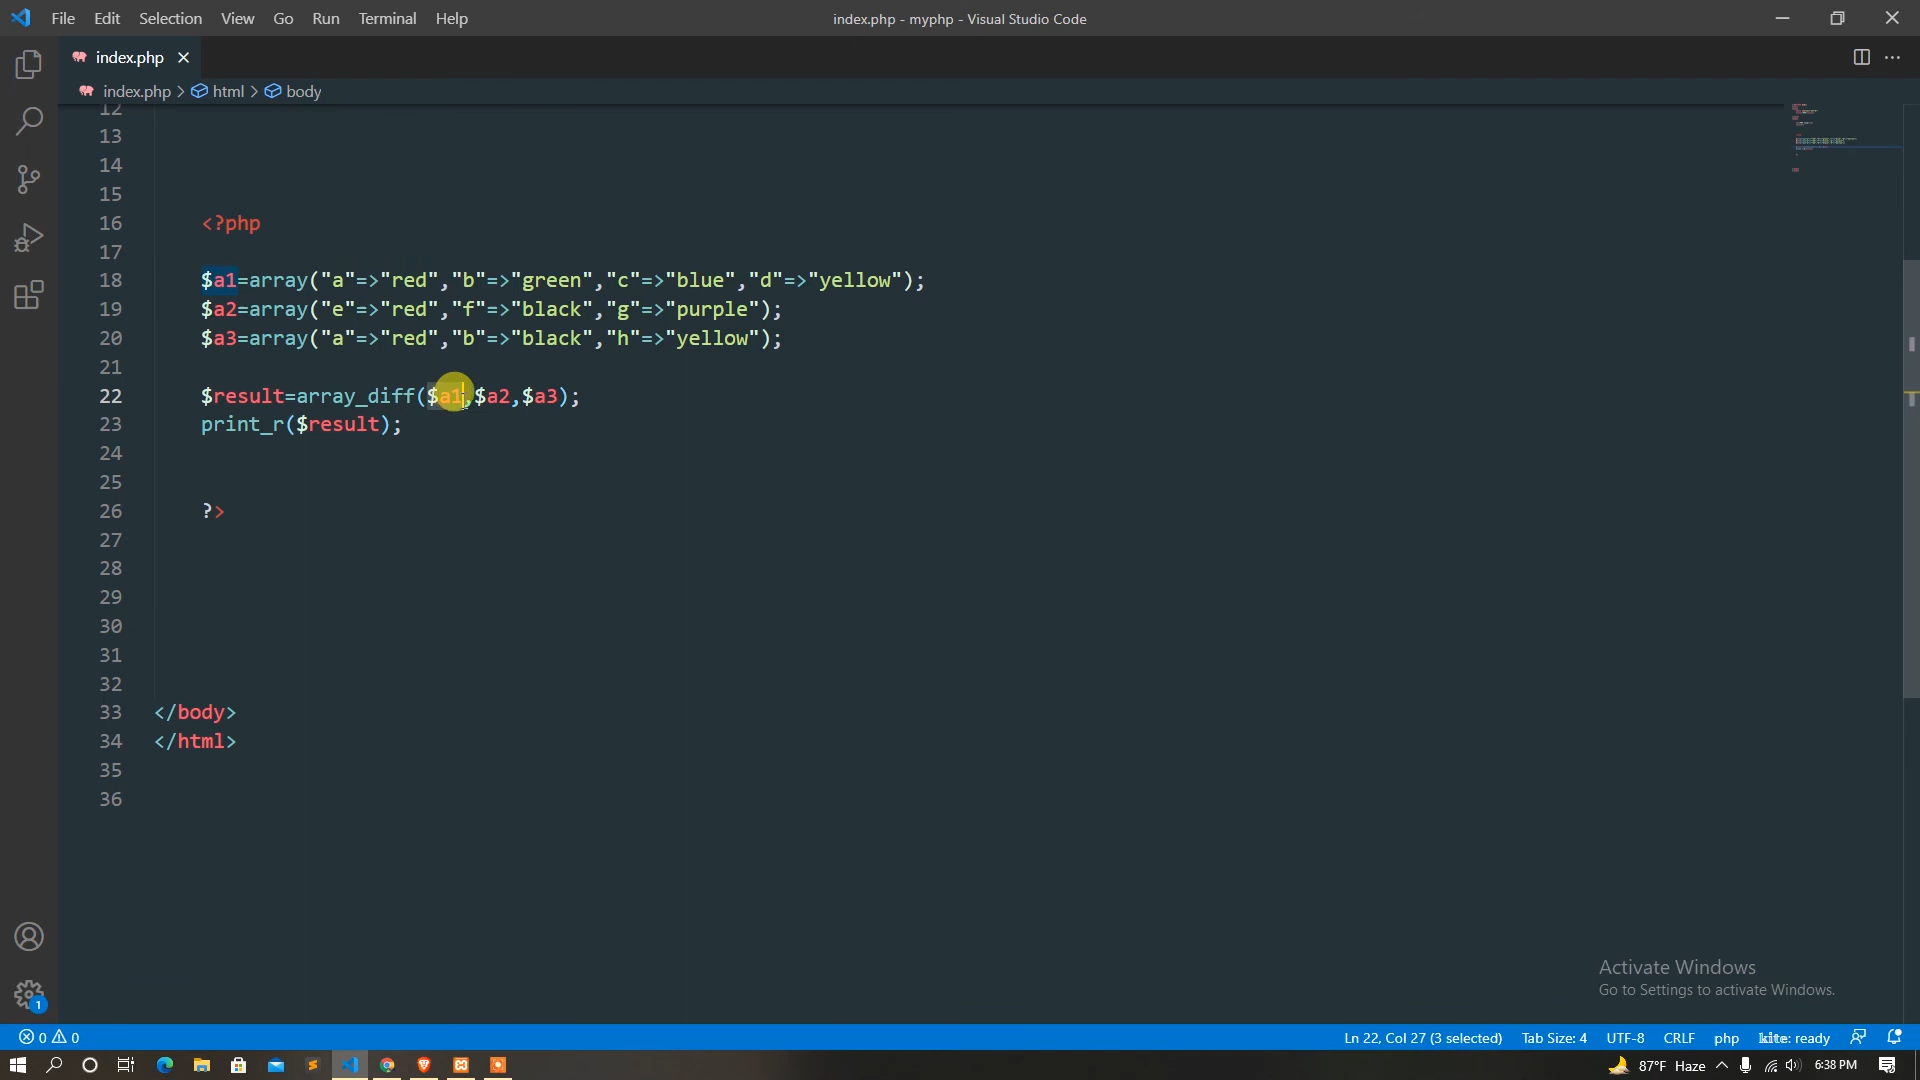 File Edit Selection View Go Run Terminal Help
index.php - myphp - Visual Studio Code
index.php
index.php > html > body
12
13
14
15
16 <?php
17
18 $a1=array("a"=>"red","b"=>"green","c"=>"blue","d"=>"yellow");
19 $a2=array("e"=>"red","f"=>"black","g"=>"purple");
20 $a3=array("a"=>"red","b"=>"black","h"=>"yellow");
21
22 $result=array_diff($a1,$a2,$a3);
23 print_r($result);
24
25
26 ?>
27
28
29
30
31
32
33 </body>
34 </html>
35
36
Activate Windows
Go to Settings to activate Windows.
1
0 0 Ln 22, Col 27 (3 selected) Tab Size: 4 UTF-8 CRLF php kite: ready
87°F Haze 6:38 PM